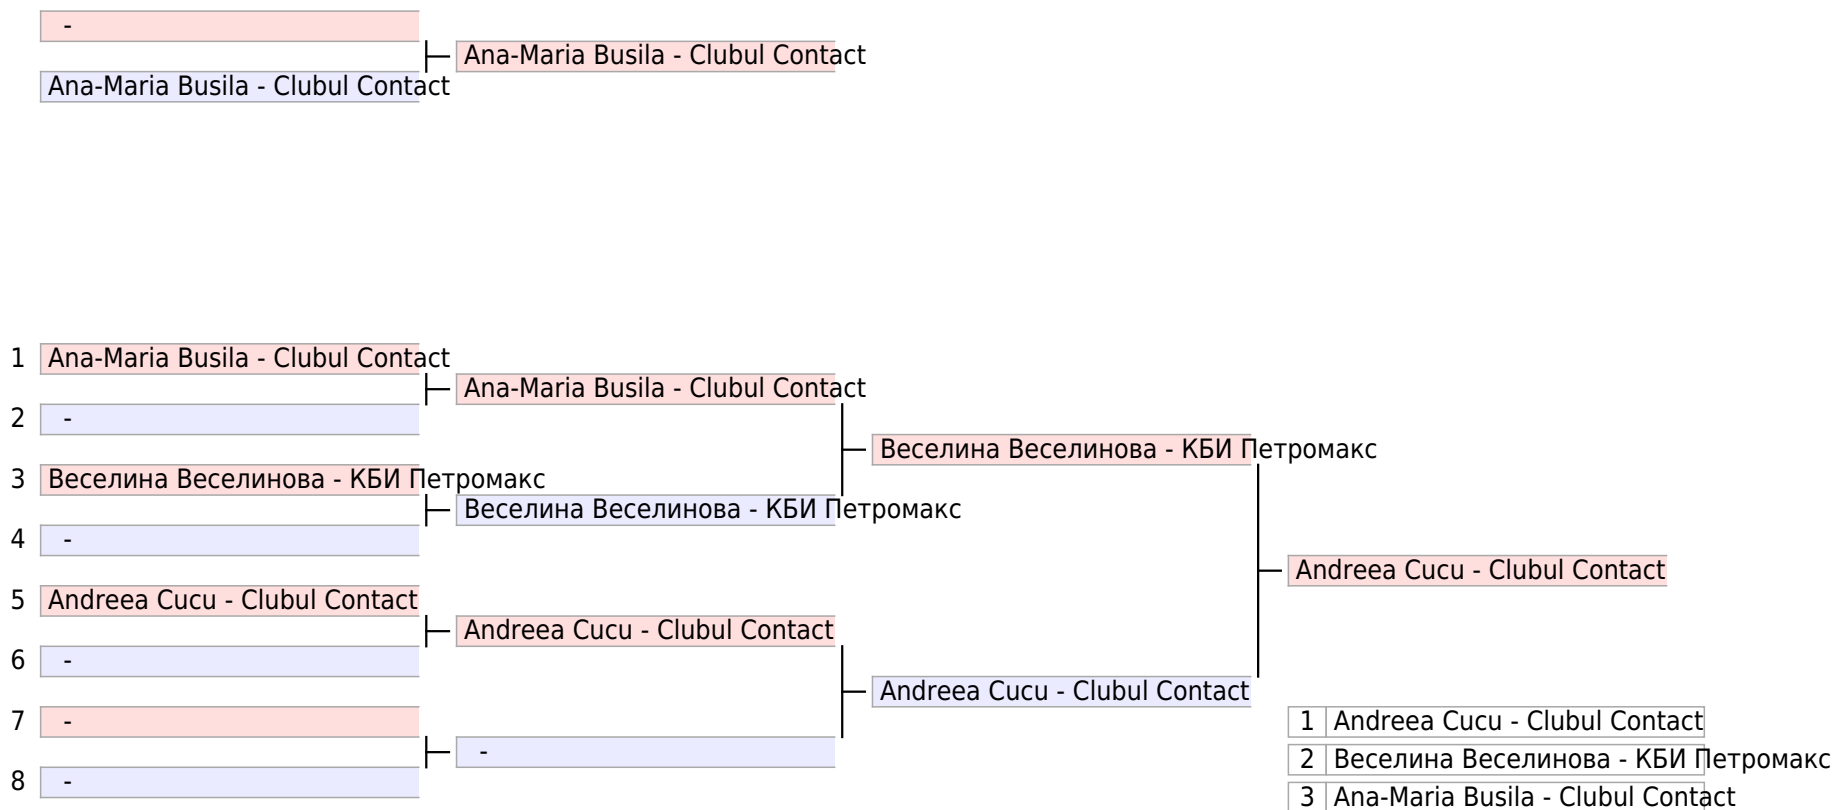 -
Ana-Maria Busila - Clubul Contact
Ana-Maria Busila - Clubul Contact
1 Ana-Maria Busila - Clubul Contact
Ana-Maria Busila - Clubul Contact
2 -
Веселина Веселинова - КБИ Петромакс
3 Веселина Веселинова - КБИ Петромакс
Веселина Веселинова - КБИ Петромакс
4 -
Andreea Cucu - Clubul Contact
5 Andreea Cucu - Clubul Contact
Andreea Cucu - Clubul Contact
6 -
Andreea Cucu - Clubul Contact
7 -
-
8 -
1 Andreea Cucu - Clubul Contact
2 Веселина Веселинова - КБИ Петромакс
3 Ana-Maria Busila - Clubul Contact